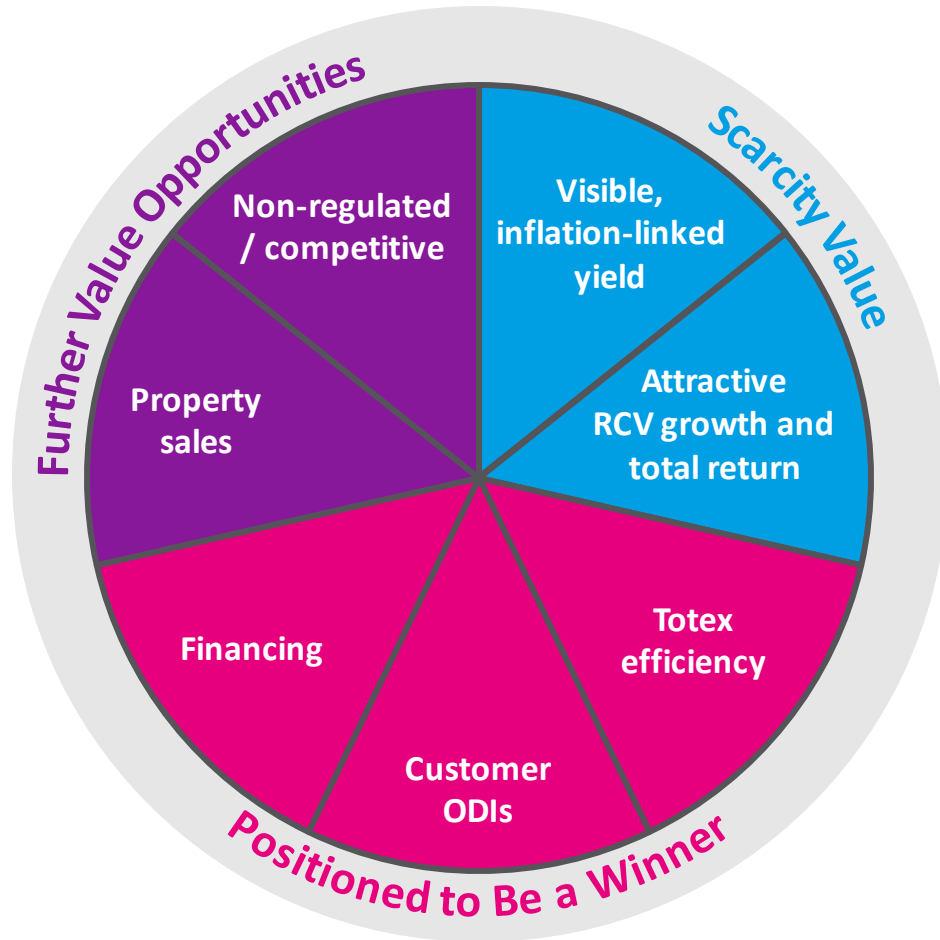 Further Value Opportunities
Scarcity Value
Non-regulated
/ competitive
Visible,
inflation-linked
yield
Property
sales
Attractive
RCV growth and
total return
Financing
Totex
efficiency
Customer
ODIs
Positioned to Be a Winner